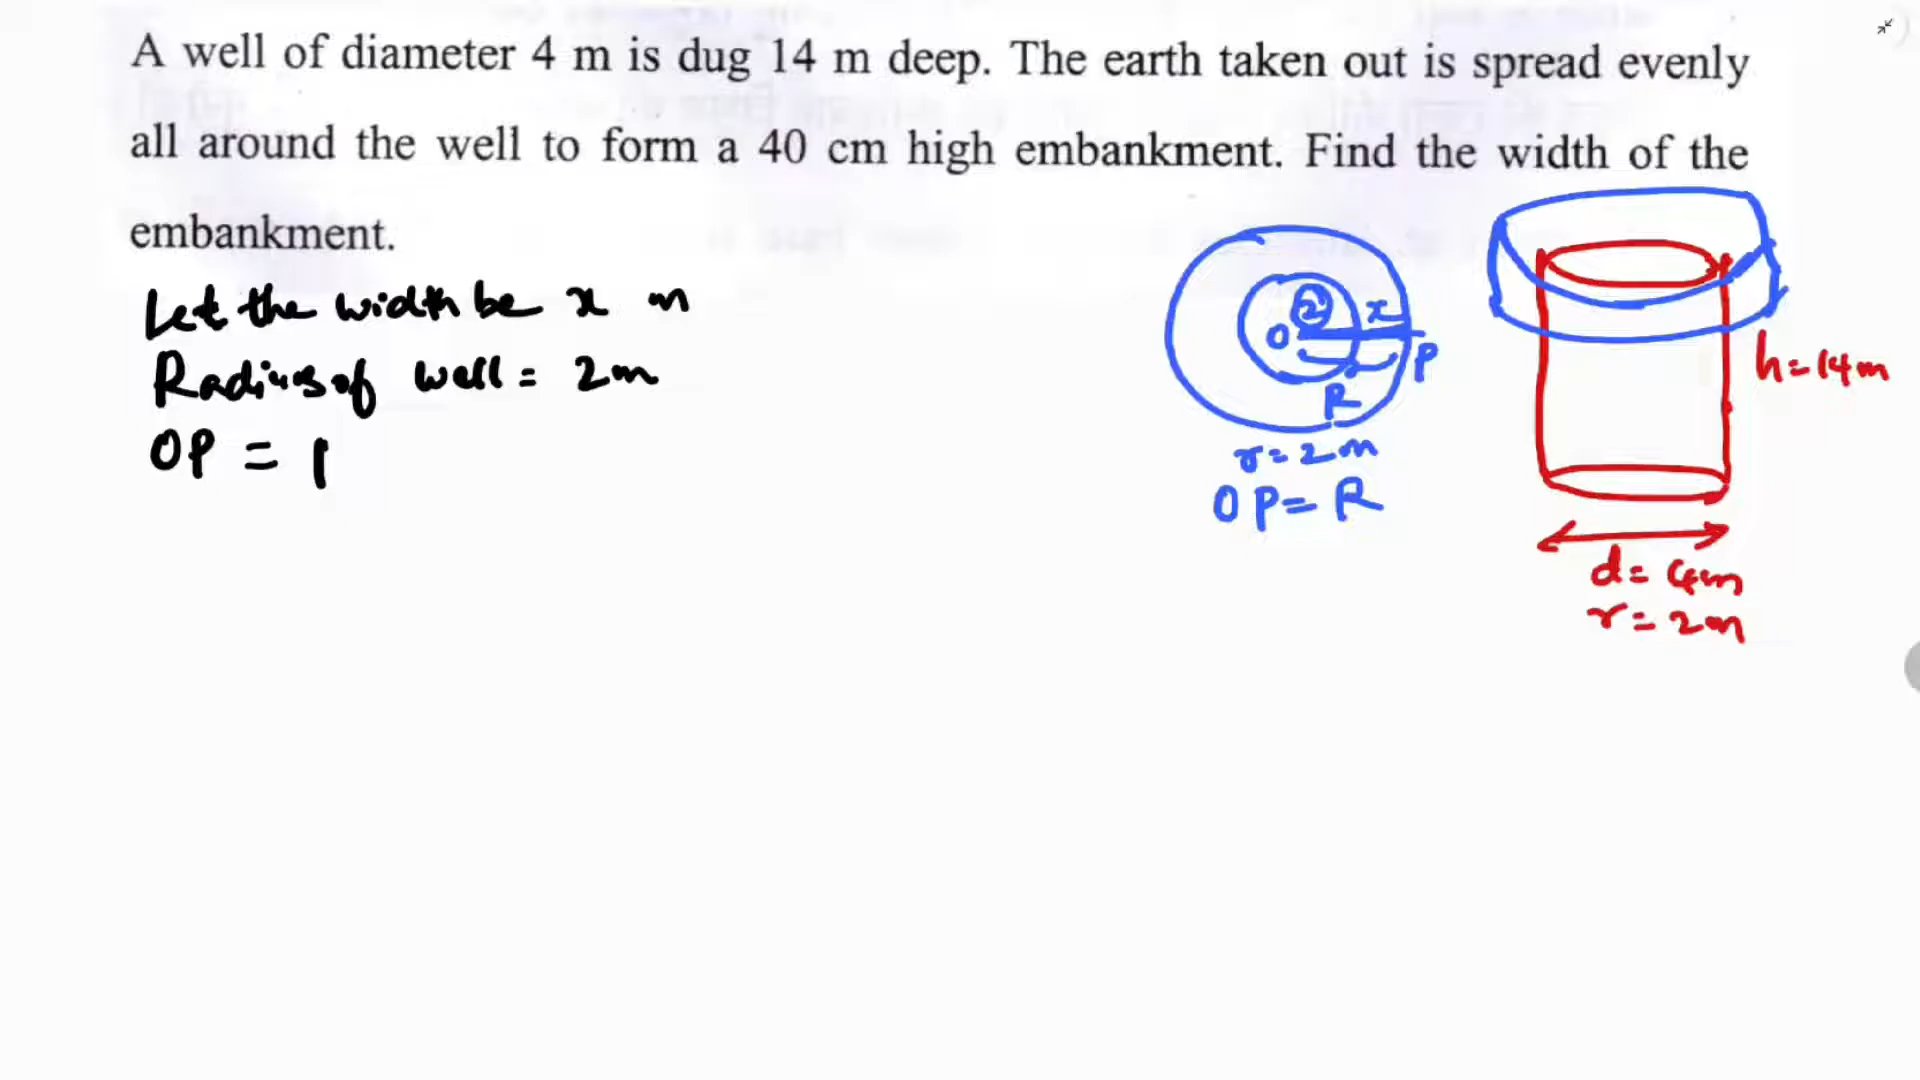 A well of diameter 4 m is dug 14 m deep. The earth taken out is spread evenly
all around the well to form a 40 cm high embankment. Find the width of the
embankment.
Let the width be x m
Radius of well = 2m
OP =
2
x
O
P
R
r = 2m
OP = R
h = 14m
d = 4m
r = 2m